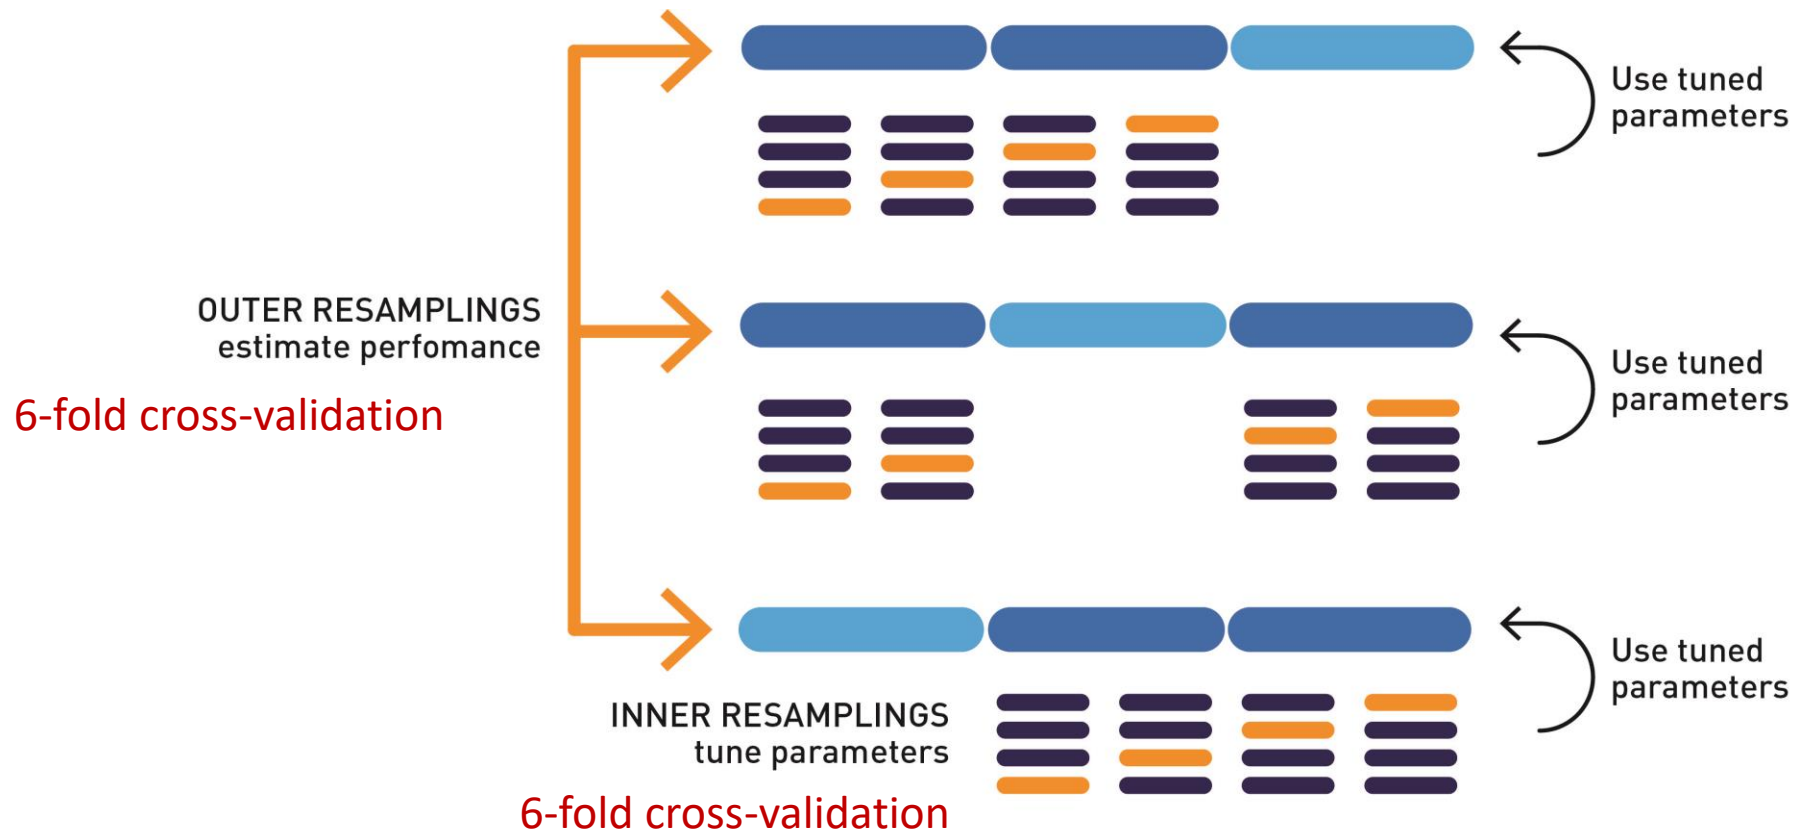 Use tuned
parameters
OUTER RESAMPLINGS
estimate perfomance
6-fold cross-validation
Use tuned
parameters
INNER RESAMPLINGS
tune parameters
6-fold cross-validation
Use tuned
parameters